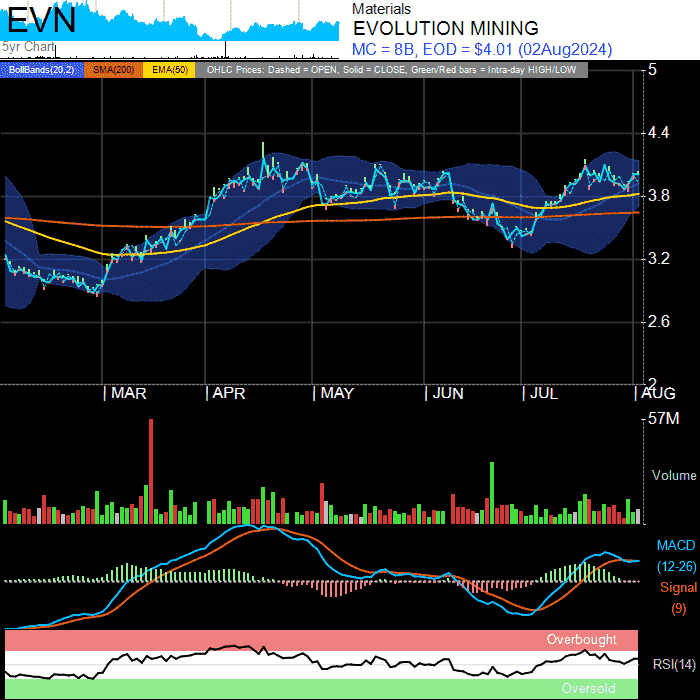 EVN
5yr Chart
Materials
EVOLUTION MINING
MC = 8B, EOD = $4.01 (02Aug2024)
BollBands(20,2) SMA(200) EMA(50) OHLC Prices: Dashed = OPEN, Solid = CLOSE, Green/Red bars = Intra-day HIGH/LOW
5
4.4
3.8
3.2
2.6
2
MAR APR MAY JUN JUL AUG
57M
Volume
MACD
(12-26)
Signal
(9)
Overbought
RSI(14)
Oversold